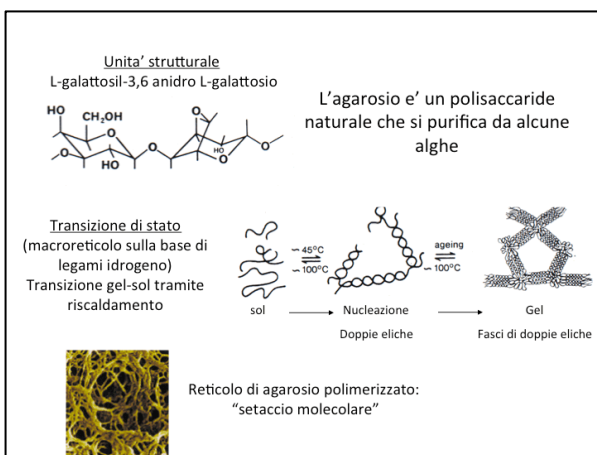 Unita' strutturale
L-galattosil-3,6 anidro L-galattosio
HO
CH₂OH
O
O
HO
O
O
HO
O
O
L'agarosio e' un polisaccaride
naturale che si purifica da alcune
alghe
Transizione di stato
(macroreticolo sulla base di
legami idrogeno)
Transizione gel-sol tramite
riscaldamento
~ 45°C
~ 100°C
ageing
~ 100°C
sol
Nucleazione
Gel
Doppie eliche
Fasci di doppie eliche
Reticolo di agarosio polimerizzato:
“setaccio molecolare”